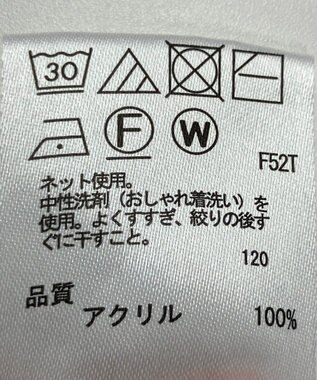 30
F W
F52T
ネット使用。
中性洗剤（おしゃれ着洗い）を
使用。よくすすぎ、絞りの後す
ぐに干すこと。
120
品質
アクリル 100%